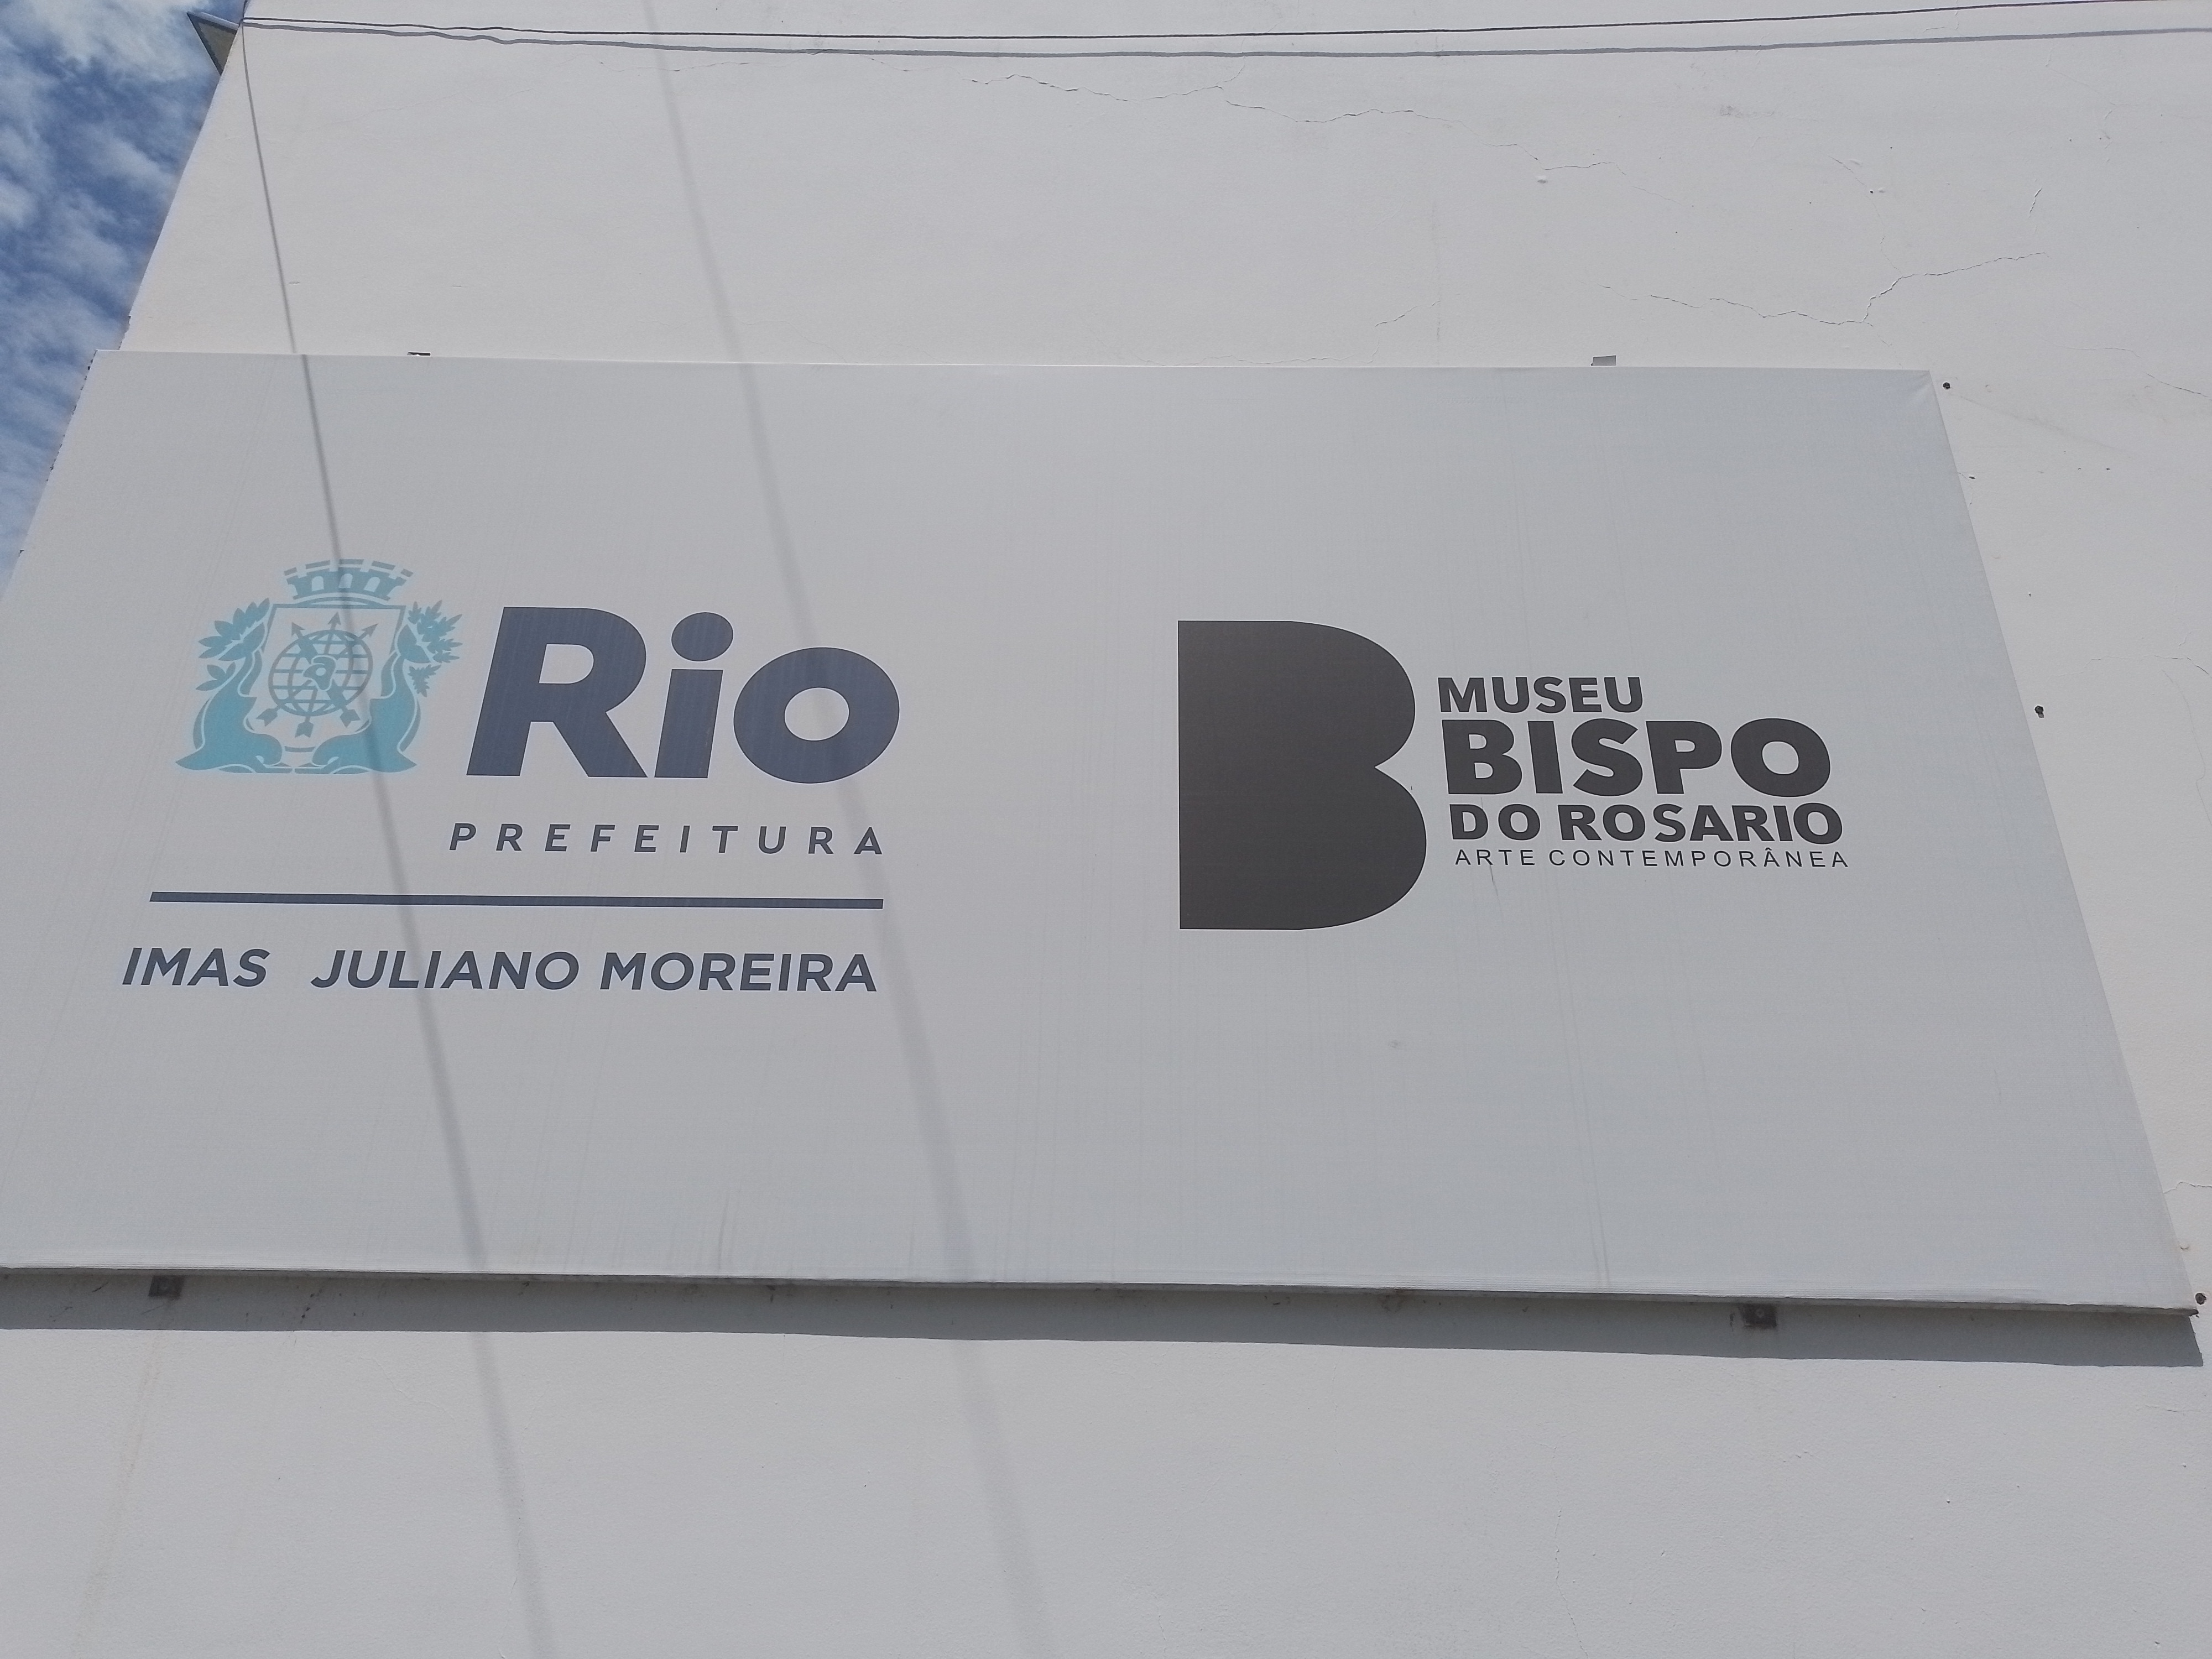 Rio
PREFEITURA
IMAS JULIANO MOREIRA
B
MUSEU
BISPO
DO ROSARIO
ARTE CONTEMPORÂNEA